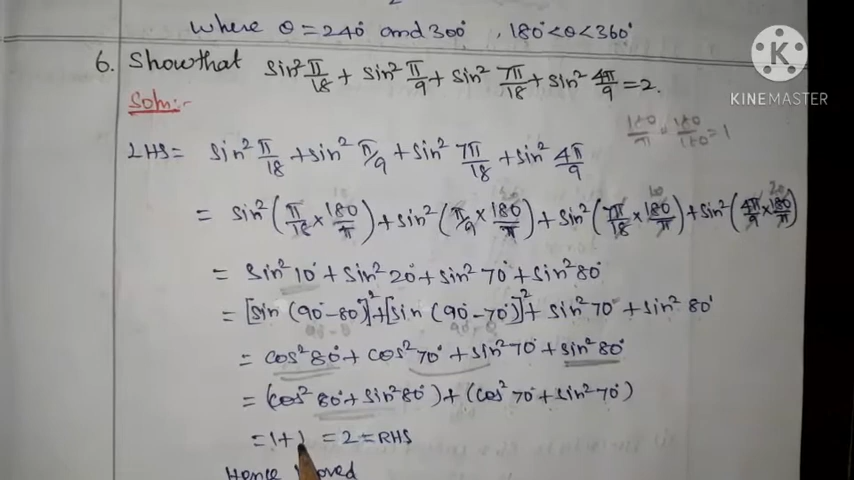 where θ = 240° and 300° , 180° < θ < 360°
6. Show that sin² π/18 + sin² π/9 + sin² 7π/18 + sin² 4π/9 = 2.
KINEMASTER
Soln:-
180/π × 180/180 = 1
LHS = sin² π/18 + sin² π/9 + sin² 7π/18 + sin² 4π/9
= sin² (π/18 × 180/π) + sin² (π/9 × 180/π) + sin² (7π/18 × 180/π) + sin² (4π/9 × 180/π)
= sin² 10° + sin² 20° + sin² 70° + sin² 80°
= [sin (90° - 80°)]² + [sin (90° - 70°)]² + sin² 70° + sin² 80°
= cos² 80° + cos² 70° + sin² 70° + sin² 80°
= (cos² 80° + sin² 80°) + (cos² 70 + sin² 70°)
= 1 + 1 = 2 = RHS
Hence proved